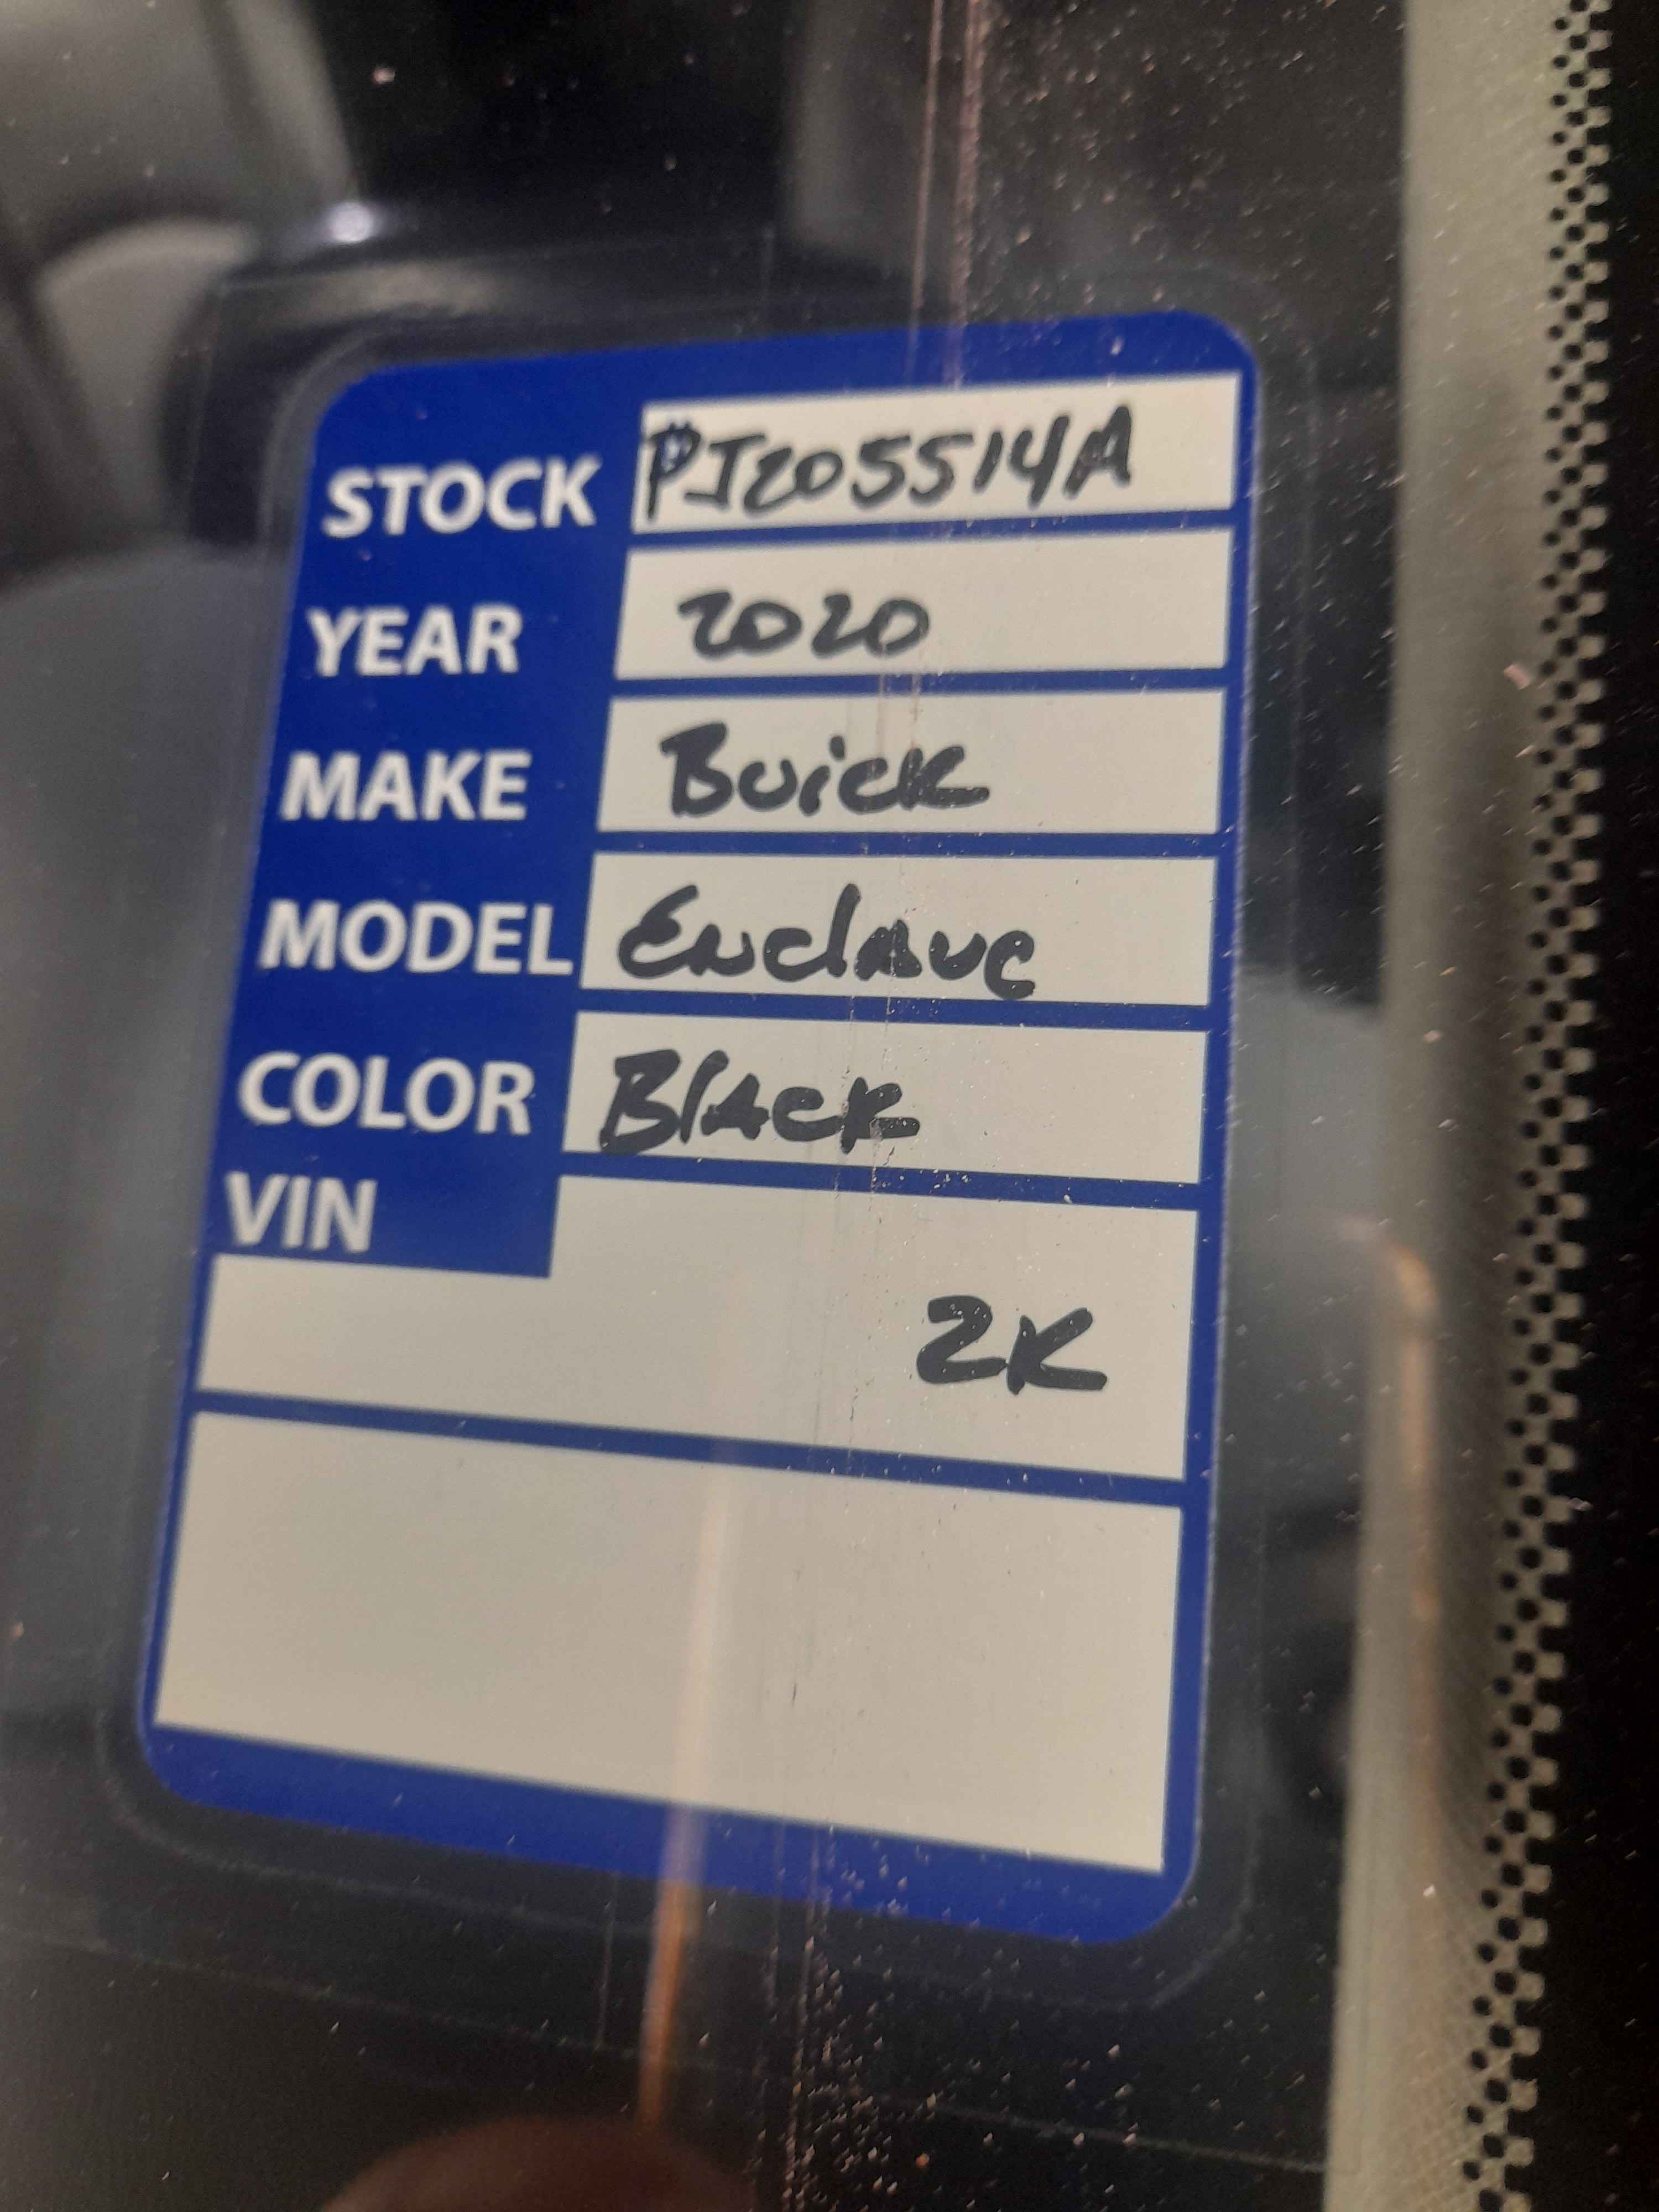 STOCK PJ205514A
YEAR 2020
MAKE Buick
MODEL Enclave
COLOR Black
VIN
2K